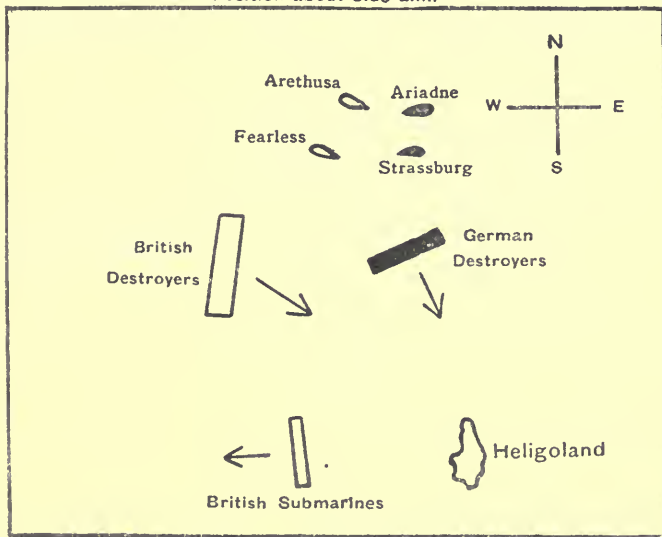 N
Arethusa
Ariadne
W
E
Fearless
S
Strassburg
British
Destroyers
German
Destroyers
Heligoland
British Submarines